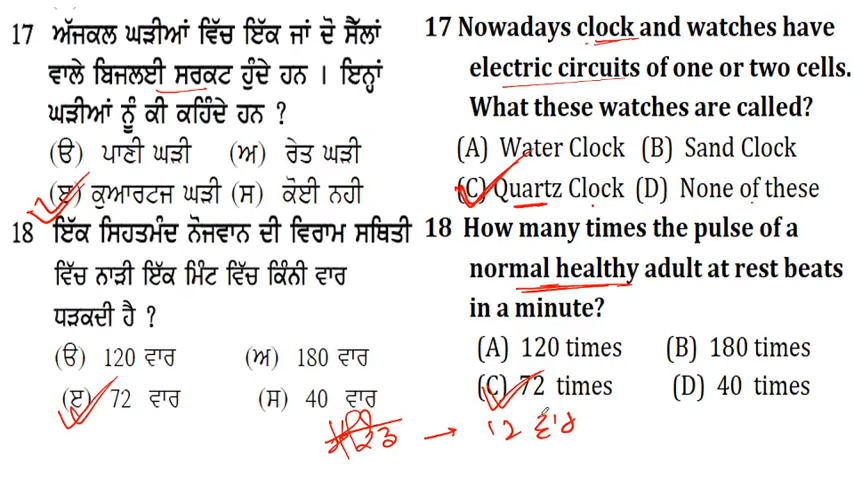 17 ਅੱਜਕਲ ਘੜੀਆਂ ਵਿੱਚ ਇੱਕ ਜਾਂ ਦੋ ਸੈੱਲਾਂ
ਵਾਲੇ ਬਿਜਲਈ ਸਰਕਟ ਹੁੰਦੇ ਹਨ । ਇਨ੍ਹਾਂ
ਘੜੀਆਂ ਨੂੰ ਕੀ ਕਹਿੰਦੇ ਹਨ ?
(ੳ) ਪਾਣੀ ਘੜੀ (ਅ) ਰੇਤ ਘੜੀ
(ੲ) ਕੁਆਰਟਜ ਘੜੀ (ਸ) ਕੋਈ ਨਹੀ
18 ਇੱਕ ਸਿਹਤਮੰਦ ਨੋਜਵਾਨ ਦੀ ਵਿਰਾਮ ਸਥਿਤੀ
ਵਿੱਚ ਨਾੜੀ ਇੱਕ ਮਿੰਟ ਵਿੱਚ ਕਿੰਨੀ ਵਾਰ
ਧੜਕਦੀ ਹੈ ?
(ੳ) 120 ਵਾਰ (ਅ) 180 ਵਾਰ
(ੲ) 72 ਵਾਰ (ਸ) 40 ਵਾਰ
17 Nowadays clock and watches have
electric circuits of one or two cells.
What these watches are called?
(A) Water Clock (B) Sand Clock
(C) Quartz Clock (D) None of these
18 How many times the pulse of a
normal healthy adult at rest beats
in a minute?
(A) 120 times (B) 180 times
(C) 72 times (D) 40 times
→ 12 ਵਾਰ